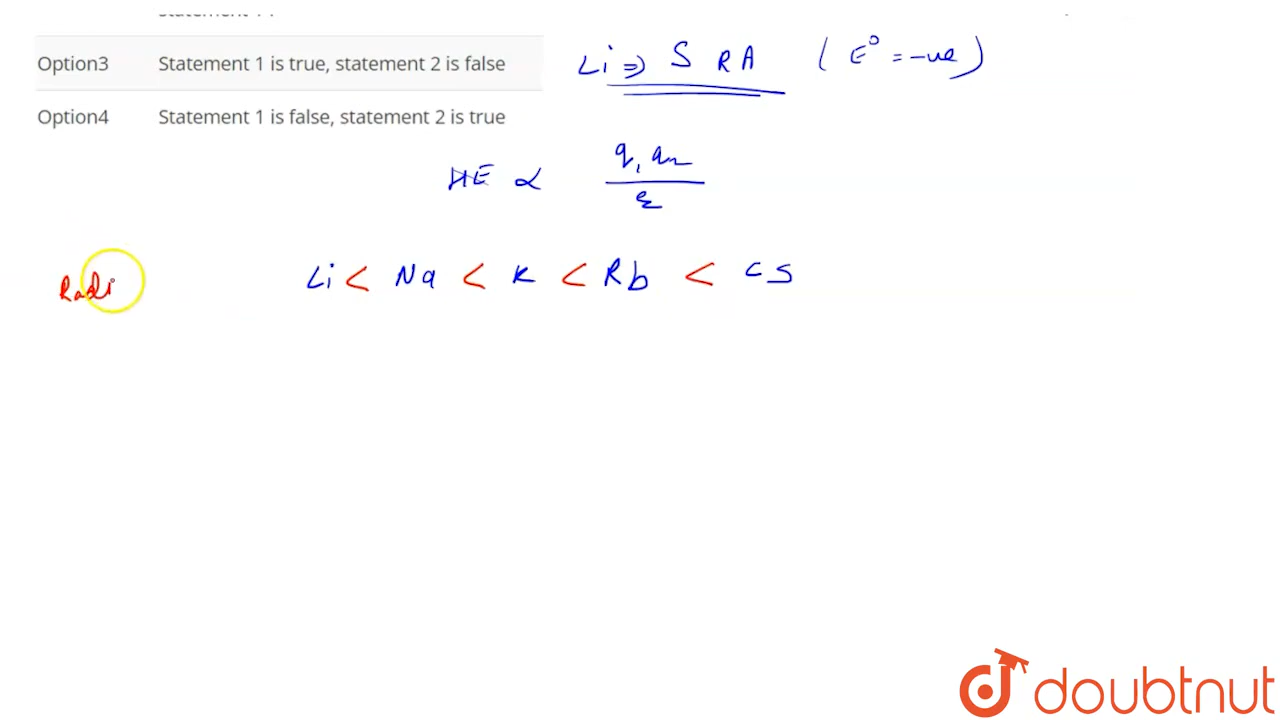 Option3 Statement 1 is true, statement 2 is false
Li ⇒ S R A ( E° = -ve )
Option4 Statement 1 is false, statement 2 is true
HE ∝
Radi Li < Na < K < Rb < CS
doubtnut